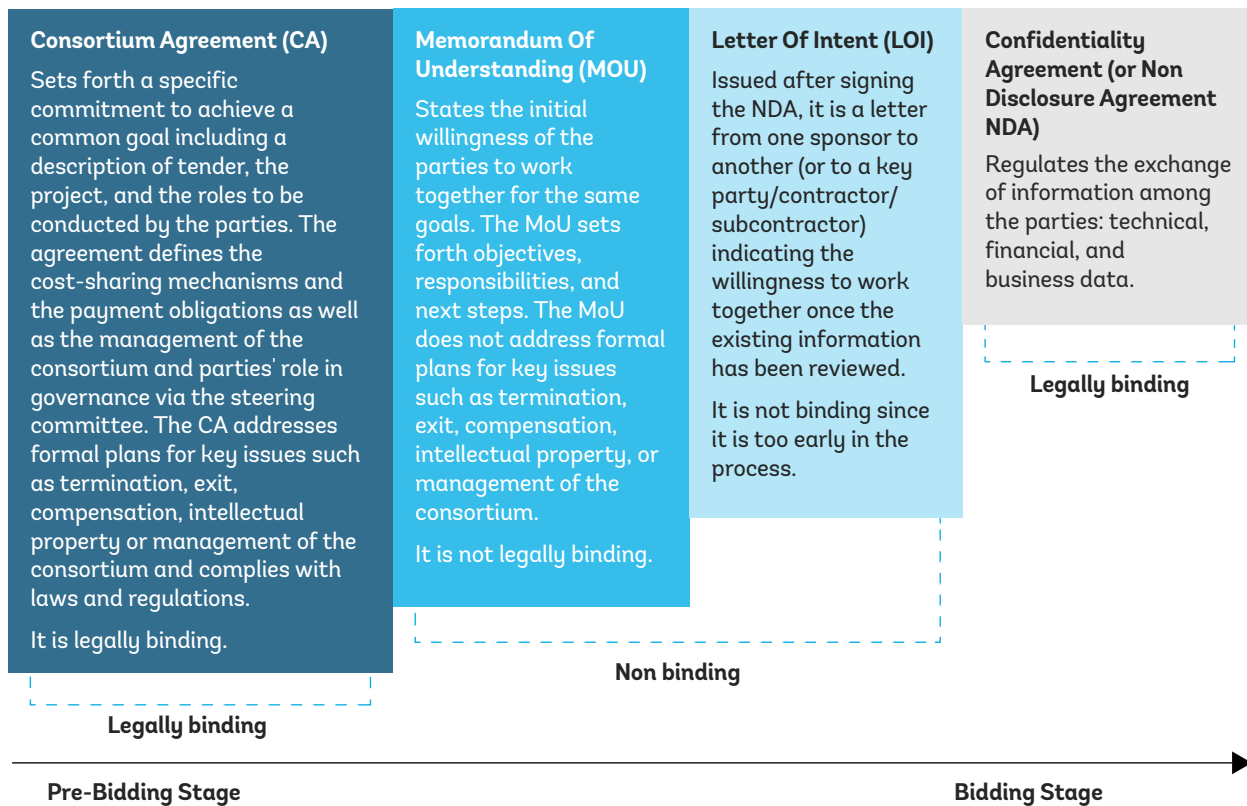 Consortium Agreement (CA)
Sets forth a specific
commitment to achieve a
common goal including a
description of tender, the
project, and the roles to be
conducted by the parties. The
agreement defines the
cost-sharing mechanisms and
the payment obligations as well
as the management of the
consortium and parties' role in
governance via the steering
committee. The CA addresses
formal plans for key issues such
as termination, exit,
compensation, intellectual
property or management of the
consortium and complies with
laws and regulations.
It is legally binding.
Legally binding
Memorandum Of
Understanding (MOU)
States the initial
willingness of the
parties to work
together for the same
goals. The MoU sets
forth objectives,
responsibilities, and
next steps. The MoU
does not address formal
plans for key issues
such as termination,
exit, compensation,
intellectual property, or
management of the
consortium.
It is not legally binding.
Letter Of Intent (LOI)
Issued after signing
the NDA, it is a letter
from one sponsor to
another (or to a key
party/contractor/
subcontractor)
indicating the
willingness to work
together once the
existing information
has been reviewed.
It is not binding since
it is too early in the
process.
Non binding
Confidentiality
Agreement (or Non
Disclosure Agreement
NDA)
Regulates the exchange
of information among
the parties: technical,
financial, and
business data.
Legally binding
Pre-Bidding Stage
Bidding Stage